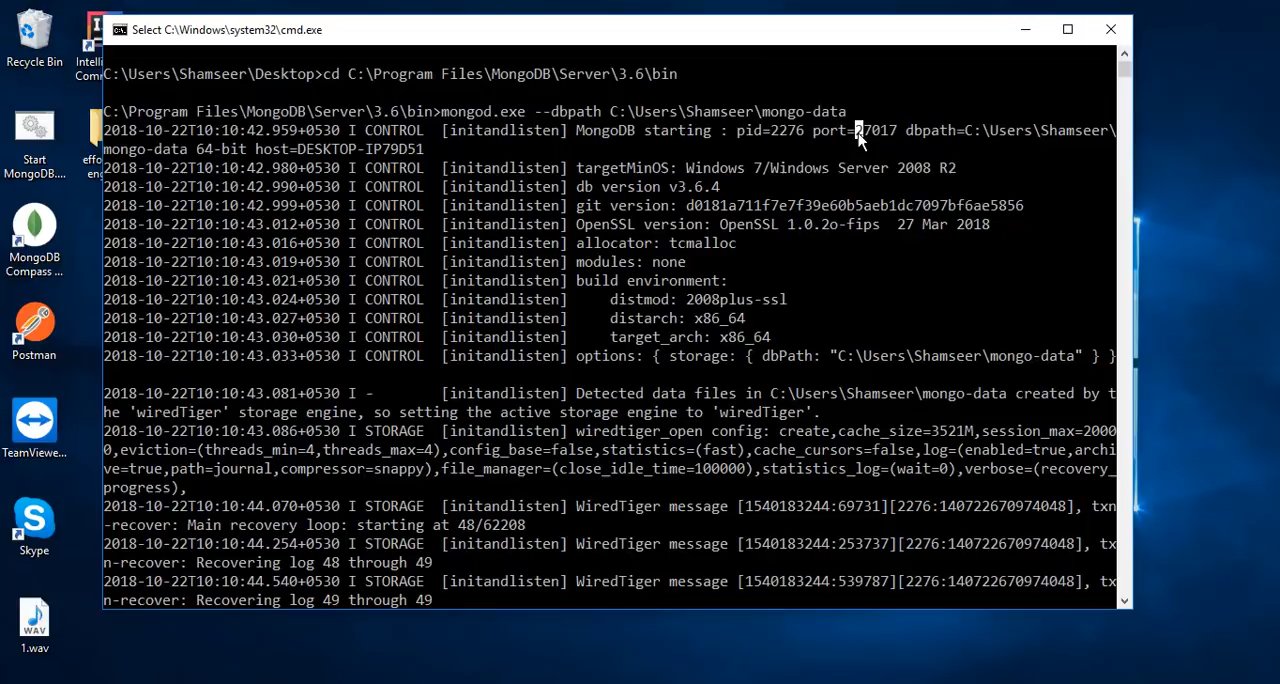 Select C:\Windows\system32\cmd.exe
C:\Users\Shamseer\Desktop>cd C:\Program Files\MongoDB\Server\3.6\bin
C:\Program Files\MongoDB\Server\3.6\bin>mongod.exe --dbpath C:\Users\Shamseer\mongo-data
2018-10-22T10:10:42.959+0530 I CONTROL  [initandlisten] MongoDB starting : pid=2276 port=27017 dbpath=C:\Users\Shamseer\
mongo-data 64-bit host=DESKTOP-IP79D51
2018-10-22T10:10:42.980+0530 I CONTROL  [initandlisten] targetMinOS: Windows 7/Windows Server 2008 R2
2018-10-22T10:10:42.990+0530 I CONTROL  [initandlisten] db version v3.6.4
2018-10-22T10:10:42.999+0530 I CONTROL  [initandlisten] git version: d0181a711f7e7f39e60b5aeb1dc7097bf6ae5856
2018-10-22T10:10:43.012+0530 I CONTROL  [initandlisten] OpenSSL version: OpenSSL 1.0.2o-fips  27 Mar 2018
2018-10-22T10:10:43.016+0530 I CONTROL  [initandlisten] allocator: tcmalloc
2018-10-22T10:10:43.019+0530 I CONTROL  [initandlisten] modules: none
2018-10-22T10:10:43.021+0530 I CONTROL  [initandlisten] build environment:
2018-10-22T10:10:43.024+0530 I CONTROL  [initandlisten]     distmod: 2008plus-ssl
2018-10-22T10:10:43.027+0530 I CONTROL  [initandlisten]     distarch: x86_64
2018-10-22T10:10:43.030+0530 I CONTROL  [initandlisten]     target_arch: x86_64
2018-10-22T10:10:43.033+0530 I CONTROL  [initandlisten] options: { storage: { dbPath: "C:\Users\Shamseer\mongo-data" } }
2018-10-22T10:10:43.081+0530 I -        [initandlisten] Detected data files in C:\Users\Shamseer\mongo-data created by t
he 'wiredTiger' storage engine, so setting the active storage engine to 'wiredTiger'.
2018-10-22T10:10:43.086+0530 I STORAGE  [initandlisten] wiredtiger_open config: create,cache_size=3521M,session_max=2000
0,eviction=(threads_min=4,threads_max=4),config_base=false,statistics=(fast),cache_cursors=false,log=(enabled=true,archi
ve=true,path=journal,compressor=snappy),file_manager=(close_idle_time=100000),statistics_log=(wait=0),verbose=(recovery_
progress),
2018-10-22T10:10:44.070+0530 I STORAGE  [initandlisten] WiredTiger message [1540183244:69731][2276:140722670974048], txn
-recover: Main recovery loop: starting at 48/62208
2018-10-22T10:10:44.254+0530 I STORAGE  [initandlisten] WiredTiger message [1540183244:253737][2276:140722670974048], tx
n-recover: Recovering log 48 through 49
2018-10-22T10:10:44.540+0530 I STORAGE  [initandlisten] WiredTiger message [1540183244:539787][2276:140722670974048], tx
n-recover: Recovering log 49 through 49
Recycle Bin
Intelli
Comm
Start
MongoDB....
effo
eng
MongoDB
Compass ...
Postman
TeamViewe...
Skype
WAV
1.wav